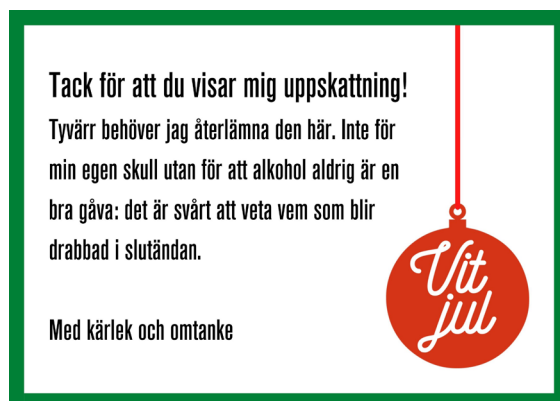 Tack för att du visar mig uppskattning!
Tyvärr behöver jag återlämna den här. Inte för
min egen skull utan för att alkohol aldrig är en
bra gåva: det är svårt att veta vem som blir
drabbad i slutändan.
Med kärlek och omtanke
Vit
jul